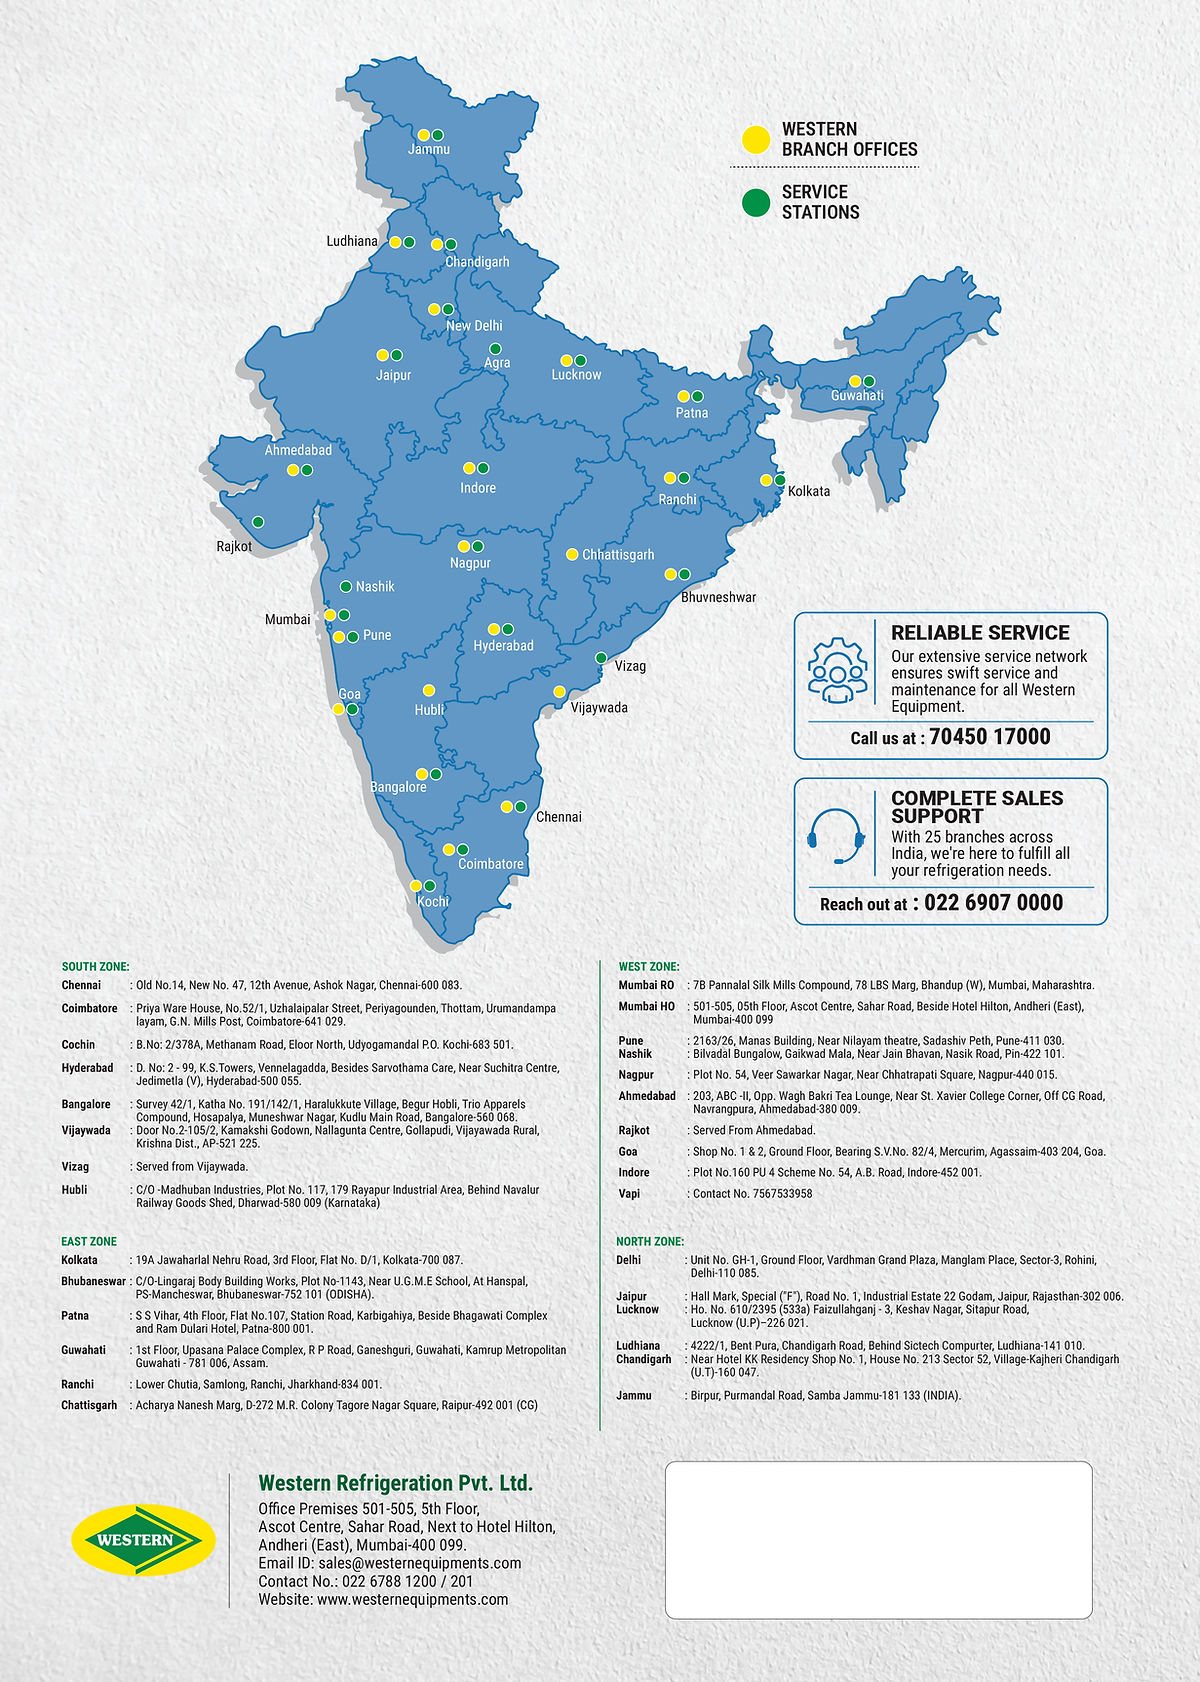 WESTERN
BRANCH OFFICES
SERVICE
STATIONS
Jammu
Ludhiana
Chandigarh
New Delhi
Agra
Jaipur
Lucknow
Guwahati
Patna
Ahmedabad
Indore
Ranchi
Kolkata
Rajkot
Nagpur
Chhattisgarh
Nashik
Bhuvneshwar
Mumbai
Pune
Hyderabad
Vizag
Goa
Hubli
Vijaywada
Bangalore
Chennai
Coimbatore
Kochi
RELIABLE SERVICE
Our extensive service network
ensures swift service and
maintenance for all Western
Equipment.
Call us at : 70450 17000
COMPLETE SALES
SUPPORT
With 25 branches across
India, we're here to fulfill all
your refrigeration needs.
Reach out at : 022 6907 0000
SOUTH ZONE:
Chennai : Old No.14, New No. 47, 12th Avenue, Ashok Nagar, Chennai-600 083.
Coimbatore : Priya Ware House, No.52/1, Uzhalaipalar Street, Periyagounden, Thottam, Urumandampa
layam, G.N. Mills Post, Coimbatore-641 029.
Cochin : B.No: 2/378A, Methanam Road, Eloor North, Udyogamandal P.O. Kochi-683 501.
Hyderabad : D. No: 2 - 99, K.S.Towers, Vennelagadda, Besides Sarvothama Care, Near Suchitra Centre,
Jedimetla (V), Hyderabad-500 055.
Bangalore : Survey 42/1, Katha No. 191/142/1, Haralukkute Village, Begur Hobli, Trio Apparels
Compound, Hosapalya, Muneshwar Nagar, Kudlu Main Road, Bangalore-560 068.
Vijaywada : Door No.2-105/2, Kamakshi Godown, Nallagunta Centre, Gollapudi, Vijayawada Rural,
Krishna Dist., AP-521 225.
Vizag : Served from Vijaywada.
Hubli : C/O -Madhuban Industries, Plot No. 117, 179 Rayapur Industrial Area, Behind Navalur
Railway Goods Shed, Dharwad-580 009 (Karnataka)
EAST ZONE
Kolkata : 19A Jawaharlal Nehru Road, 3rd Floor, Flat No. D/1, Kolkata-700 087.
Bhubaneswar : C/O-Lingaraj Body Building Works, Plot No-1143, Near U.G.M.E School, At Hanspal,
PS-Mancheswar, Bhubaneswar-752 101 (ODISHA).
Patna : S S Vihar, 4th Floor, Flat No.107, Station Road, Karbigahiya, Beside Bhagawati Complex
and Ram Dulari Hotel, Patna-800 001.
Guwahati : 1st Floor, Upasana Palace Complex, R P Road, Ganeshguri, Guwahati, Kamrup Metropolitan
Guwahati - 781 006, Assam.
Ranchi : Lower Chutia, Samlong, Ranchi, Jharkhand-834 001.
Chattisgarh : Acharya Nanesh Marg, D-272 M.R. Colony Tagore Nagar Square, Raipur-492 001 (CG)
WEST ZONE:
Mumbai RO : 7B Pannalal Silk Mills Compound, 78 LBS Marg, Bhandup (W), Mumbai, Maharashtra.
Mumbai HO : 501-505, 05th Floor, Ascot Centre, Sahar Road, Beside Hotel Hilton, Andheri (East),
Mumbai-400 099
Pune : 2163/26, Manas Building, Near Nilayam theatre, Sadashiv Peth, Pune-411 030.
Nashik : Bilvadal Bungalow, Gaikwad Mala, Near Jain Bhavan, Nasik Road, Pin-422 101.
Nagpur : Plot No. 54, Veer Sawarkar Nagar, Near Chhatrapati Square, Nagpur-440 015.
Ahmedabad : 203, ABC -II, Opp. Wagh Bakri Tea Lounge, Near St. Xavier College Corner, Off CG Road,
Navrangpura, Ahmedabad-380 009.
Rajkot : Served From Ahmedabad.
Goa : Shop No. 1 & 2, Ground Floor, Bearing S.V.No. 82/4, Mercurim, Agassaim-403 204, Goa.
Indore : Plot No.160 PU 4 Scheme No. 54, A.B. Road, Indore-452 001.
Vapi : Contact No. 7567533958
NORTH ZONE:
Delhi : Unit No. GH-1, Ground Floor, Vardhman Grand Plaza, Manglam Place, Sector-3, Rohini,
Delhi-110 085.
Jaipur : Hall Mark, Special ("F"), Road No. 1, Industrial Estate 22 Godam, Jaipur, Rajasthan-302 006.
Lucknow : Ho. No. 610/2395 (533a) Faizullahganj - 3, Keshav Nagar, Sitapur Road,
Lucknow (U.P)–226 021.
Ludhiana : 4222/1, Bent Pura, Chandigarh Road, Behind Sictech Computer, Ludhiana-141 010.
Chandigarh : Near Hotel KK Residency Shop No. 1, House No. 213 Sector 52, Village-Kajheri Chandigarh
(U.T)-160 047.
Jammu : Birpur, Purmandal Road, Samba Jammu-181 133 (INDIA).
WESTERN
Western Refrigeration Pvt. Ltd.
Office Premises 501-505, 5th Floor,
Ascot Centre, Sahar Road, Next to Hotel Hilton,
Andheri (East), Mumbai-400 099.
Email ID: sales@westernequipments.com
Contact No.: 022 6788 1200 / 201
Website: www.westernequipments.com